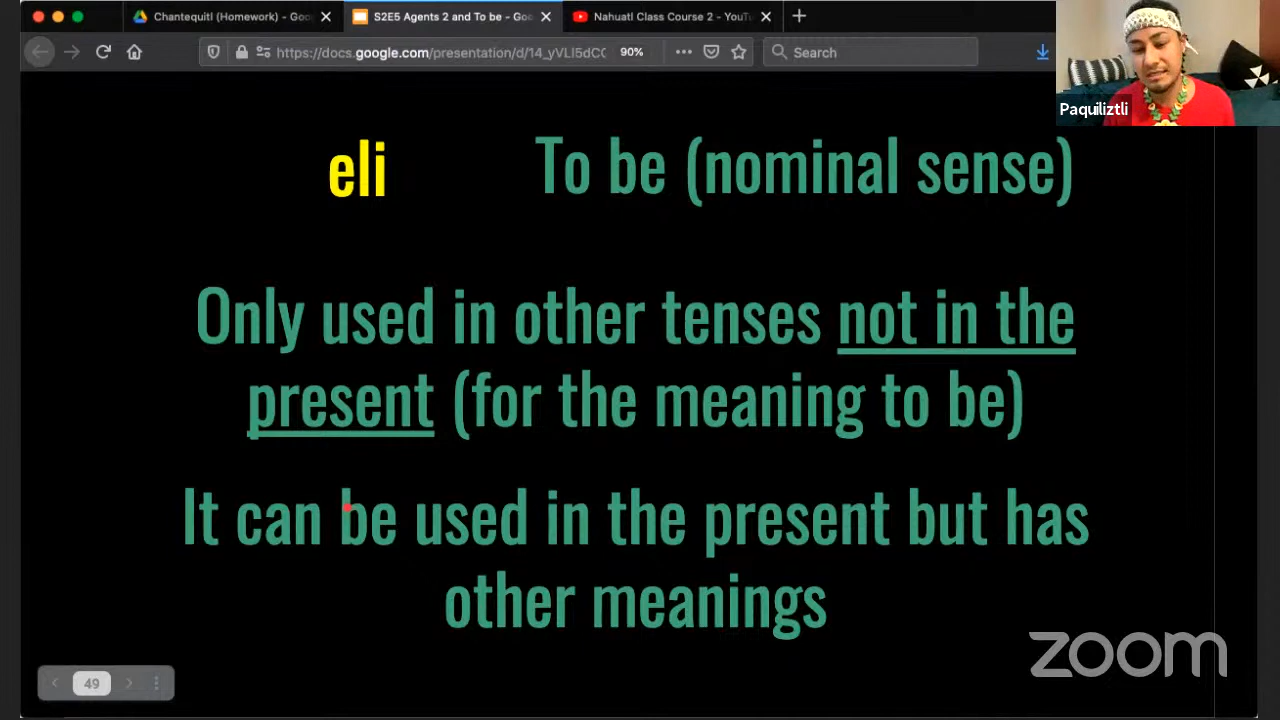 Chantequitl (Homework) - Goo
S2E5 Agents 2 and To be - Goo
Nahuatl Class Course 2 - YouTu
https://docs.google.com/presentation/d/14_yVLI5dCC
90%
Search
Paquiliztli
eli
To be (nominal sense)
Only used in other tenses not in the
present (for the meaning to be)
It can be used in the present but has
other meanings
49
zoom